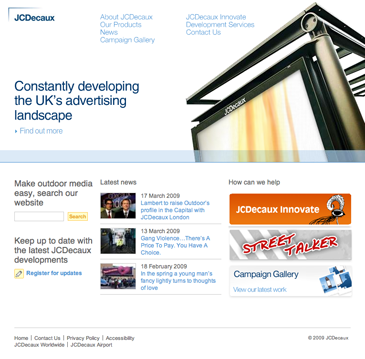 JCDecaux
About JCDecaux
Our Products
News
Campaign Gallery
JCDecaux Innovate
Development Services
Contact Us
Constantly developing
the UK's advertising
landscape
Find out more
JCDecaux
Make outdoor media
easy, search our
website
Search
Keep up to date with
the latest JCDecaux
developments
Register for updates
Latest news
17 March 2009
Lambert to raise Outdoor's
profile in the Capital with
JCDecaux London
13 March 2009
Gang Violence...There's A
Price To Pay. You Have A
Choice.
18 February 2009
In the spring a young man's
fancy lightly turns to thoughts
of love
How can we help
JCDecaux Innovate
STREET TALKER
Campaign Gallery
View our latest work
Home | Contact Us | Privacy Policy | Accessibility
JCDecaux Worldwide | JCDecaux Airport
© 2009 JCDecaux